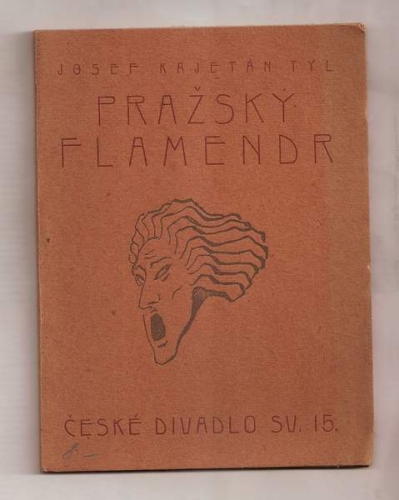 JOSEF KAJETÁN TYL
PRAŽSKÝ
FLAMENDR
ČESKÉ DIVADLO SV. 15.